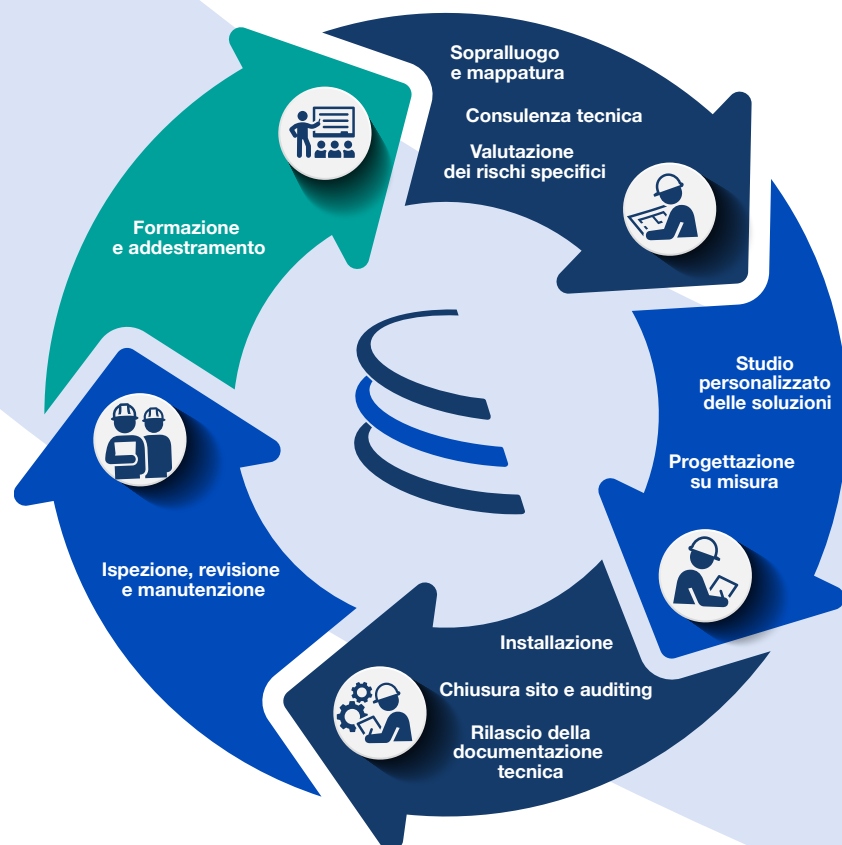 Sopralluogo
e mappatura
Consulenza tecnica
Valutazione
dei rischi specifici
Studio
personalizzato
delle soluzioni
Progettazione
su misura
Installazione
Chiusura sito e auditing
Rilascio della
documentazione
tecnica
Ispezione, revisione
e manutenzione
Formazione
e addestramento